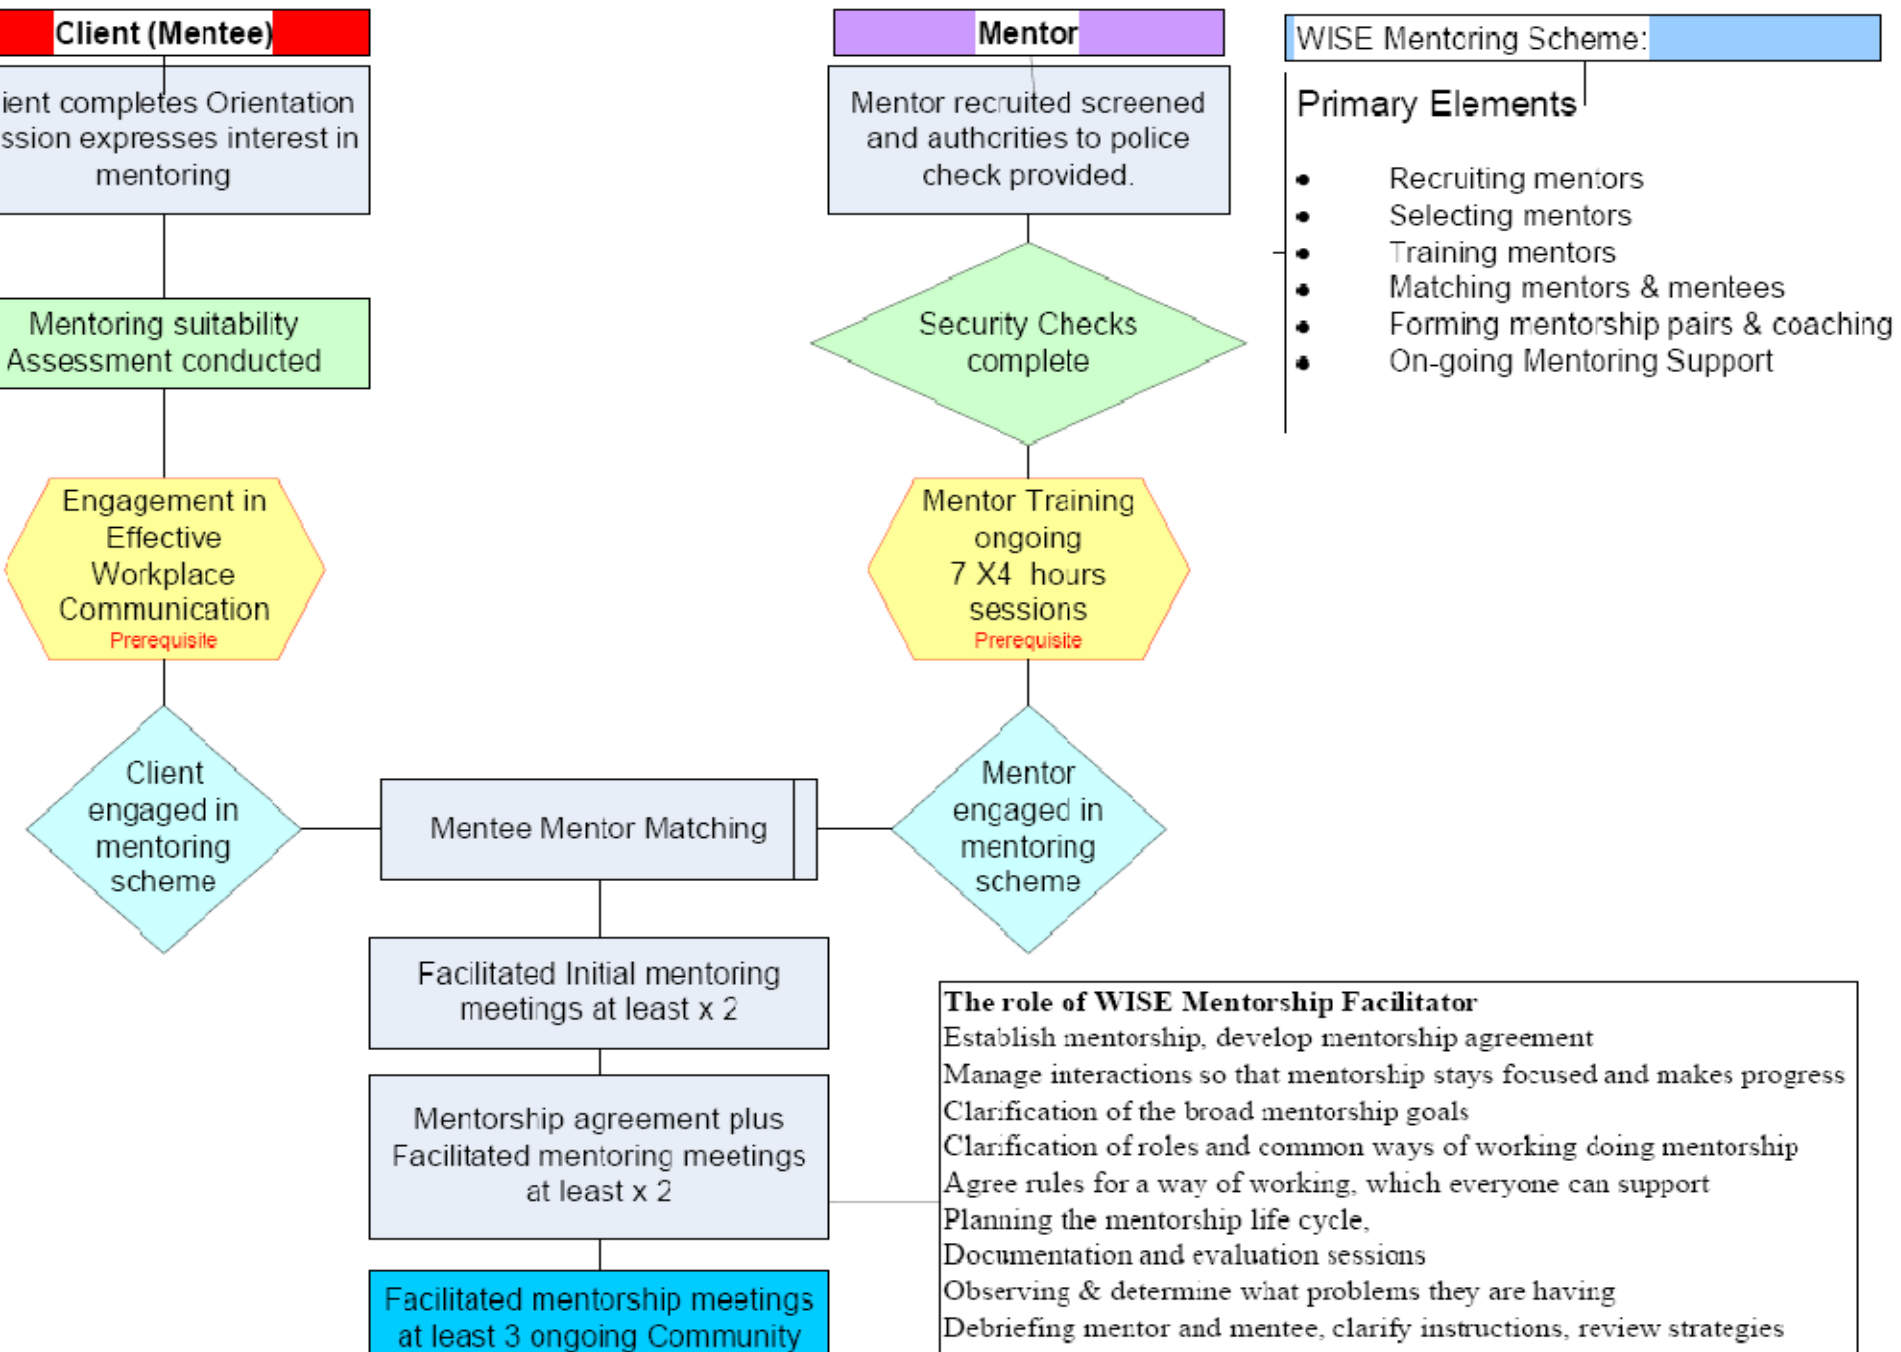 Client (Mentee)
ient completes Orientation
ssion expresses interest in
mentoring
Mentoring suitability
Assessment conducted
Engagement in
Effective
Workplace
Communication
Prerequisite
Client
engaged in
mentoring
scheme
Mentor
Mentor recruited screened
and authorities to police
check provided.
Security Checks
complete
Mentor Training
ongoing
7 X4 hours
sessions
Prerequisite
Mentor
engaged in
mentoring
scheme
WISE Mentoring Scheme:
Primary Elements
• Recruiting mentors
• Selecting mentors
• Training mentors
• Matching mentors & mentees
• Forming mentorship pairs & coaching
• On-going Mentoring Support
Mentee Mentor Matching
Facilitated Initial mentoring
meetings at least x 2
Mentorship agreement plus
Facilitated mentoring meetings
at least x 2
Facilitated mentorship meetings
at least 3 ongoing Community
The role of WISE Mentorship Facilitator
Establish mentorship, develop mentorship agreement
Manage interactions so that mentorship stays focused and makes progress
Clarification of the broad mentorship goals
Clarification of roles and common ways of working doing mentorship
Agree rules for a way of working, which everyone can support
Planning the mentorship life cycle,
Documentation and evaluation sessions
Observing & determine what problems they are having
Debriefing mentor and mentee, clarify instructions, review strategies